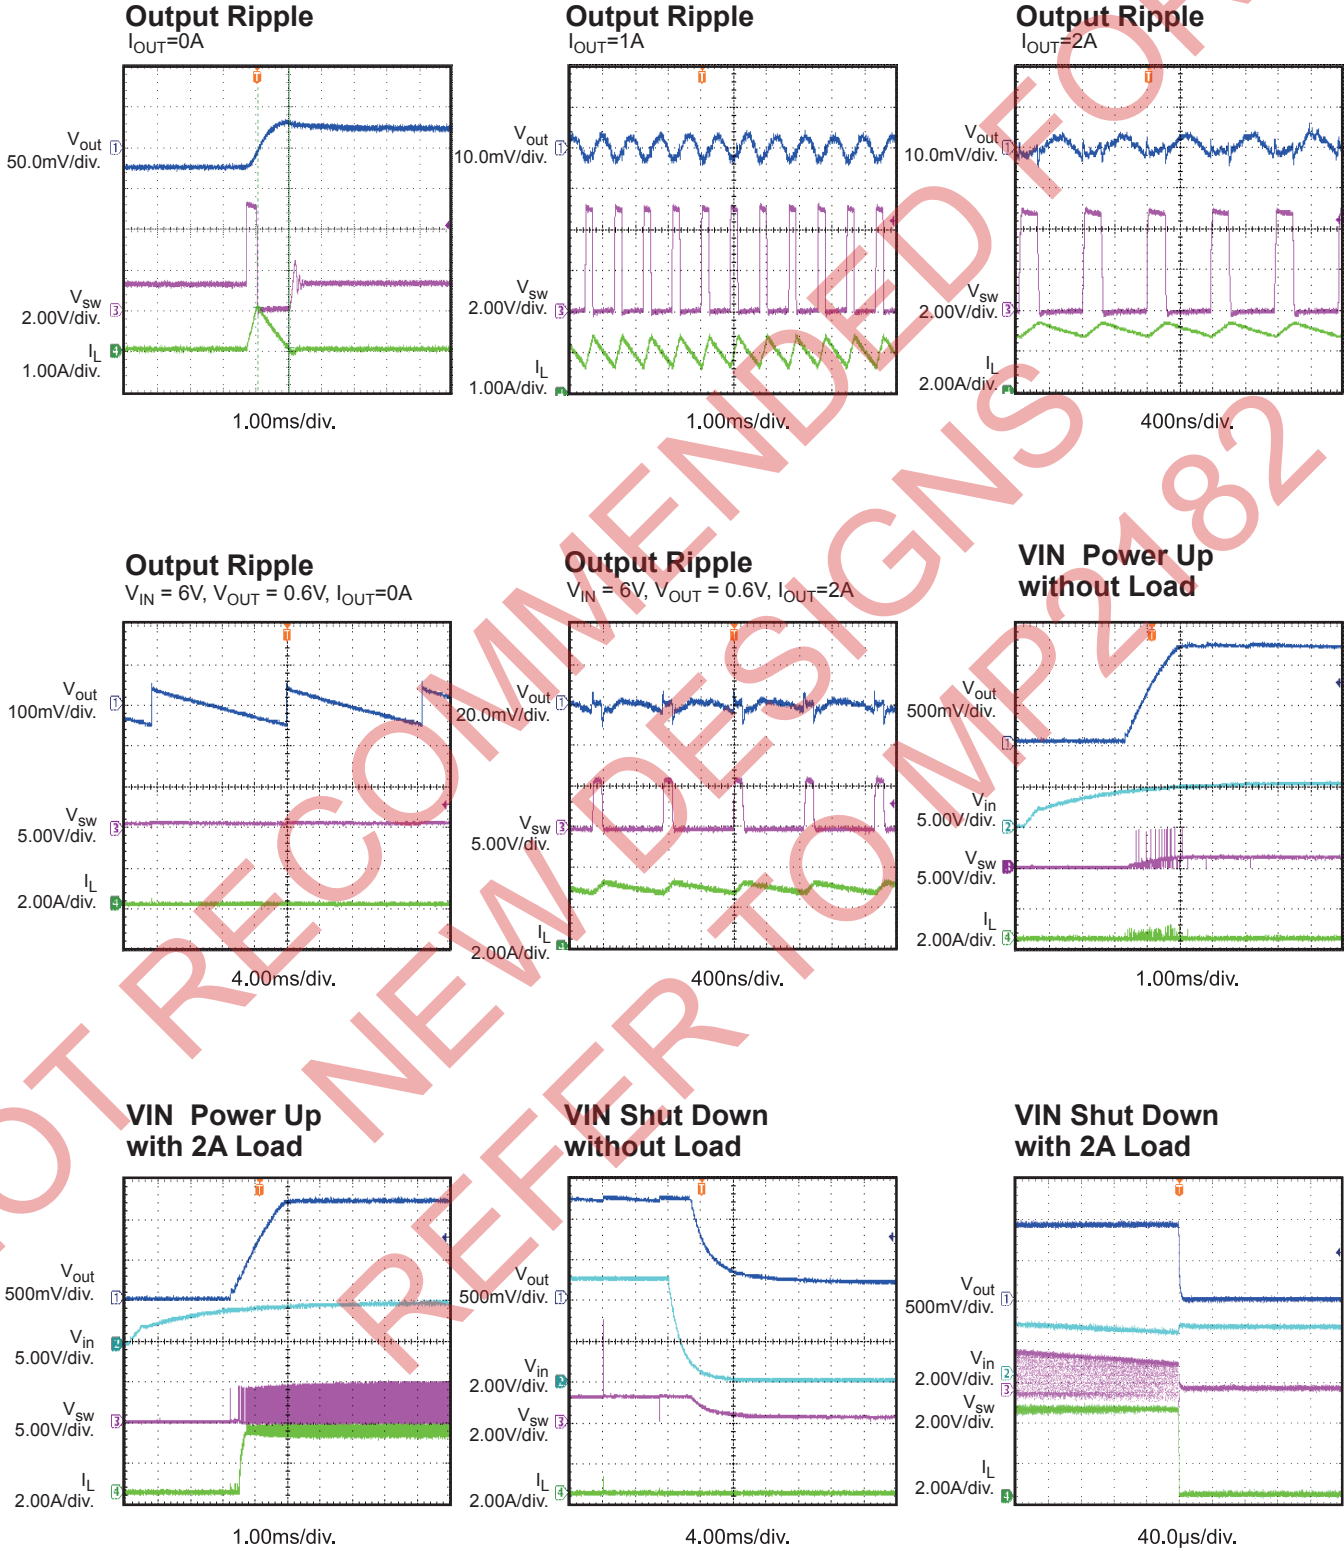 Output Ripple
IOUT=0A
Vout
50.0mV/div.
VSW
2.00V/div.
IL
1.00A/div.
1.00ms/div.
Output Ripple
IOUT=1A
Vout
10.0mV/div.
VSW
2.00V/div.
IL
1.00A/div.
1.00ms/div.
Output Ripple
IOUT=2A
Vout
10.0mV/div.
VSW
2.00V/div.
IL
2.00A/div.
400ns/div.
Output Ripple
VIN = 6V, VOUT = 0.6V, IOUT=0A
Vout
100mV/div.
VSW
5.00V/div.
IL
2.00A/div.
4.00ms/div.
Output Ripple
VIN = 6V, VOUT = 0.6V, IOUT=2A
Vout
20.0mV/div.
VSW
5.00V/div.
IL
2.00A/div.
400ns/div.
VIN Power Up
without Load
Vout
500mV/div.
Vin
5.00V/div.
VSW
5.00V/div.
IL
2.00A/div.
1.00ms/div.
VIN Power Up
with 2A Load
Vout
500mV/div.
Vin
5.00V/div.
VSW
5.00V/div.
IL
2.00A/div.
1.00ms/div.
VIN Shut Down
without Load
Vout
500mV/div.
Vin
2.00V/div.
VSW
2.00V/div.
IL
2.00A/div.
4.00ms/div.
VIN Shut Down
with 2A Load
Vout
500mV/div.
Vin
2.00V/div.
VSW
2.00V/div.
IL
2.00A/div.
40.0µs/div.
OT RECOMMENDED FOR
NEW DESIGNS
REFER TO MP2182